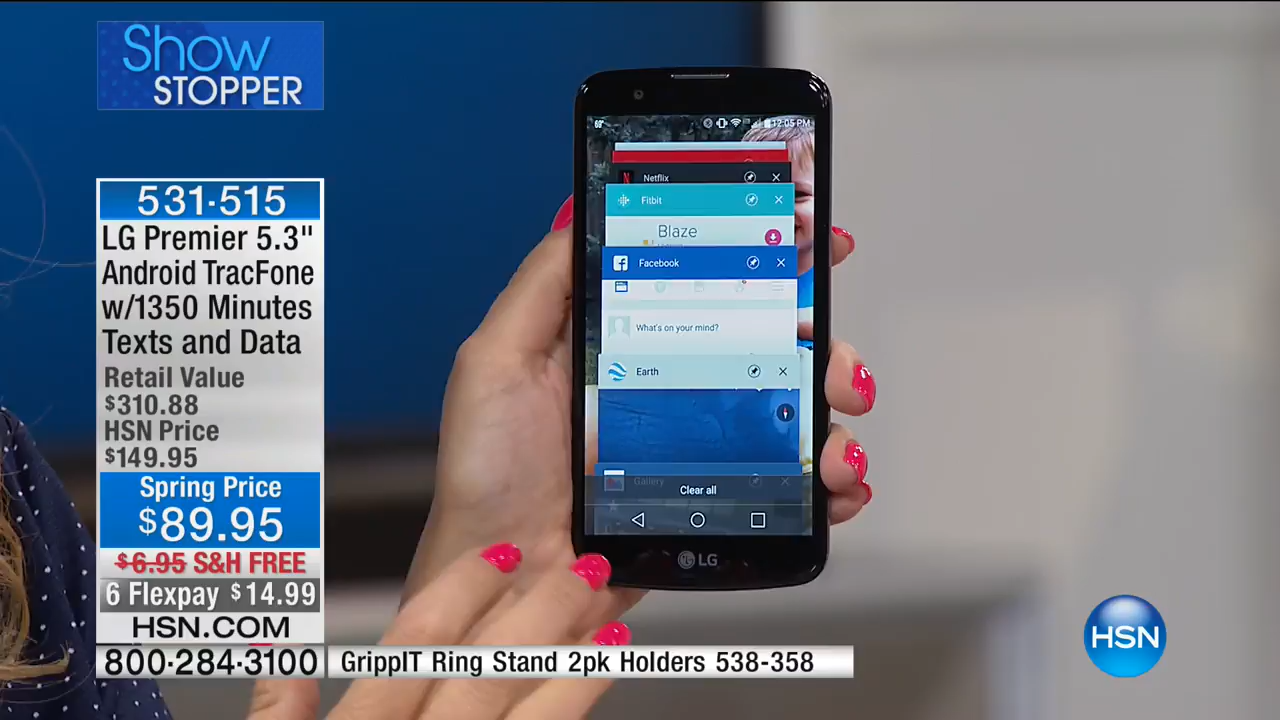 Show
STOPPER
531-515
LG Premier 5.3"
Android TracFone
w/1350 Minutes
Texts and Data
Retail Value
$310.88
HSN Price
$149.95
Spring Price
$89.95
$6.95 S&H FREE
6 Flexpay $14.99
HSN.COM
800-284-3100
GrippIT Ring Stand 2pk Holders 538-358
12:05 PM
Netflix
Fitbit
Blaze
Facebook
What's on your mind?
Earth
Gallery
Clear all
LG
HSN